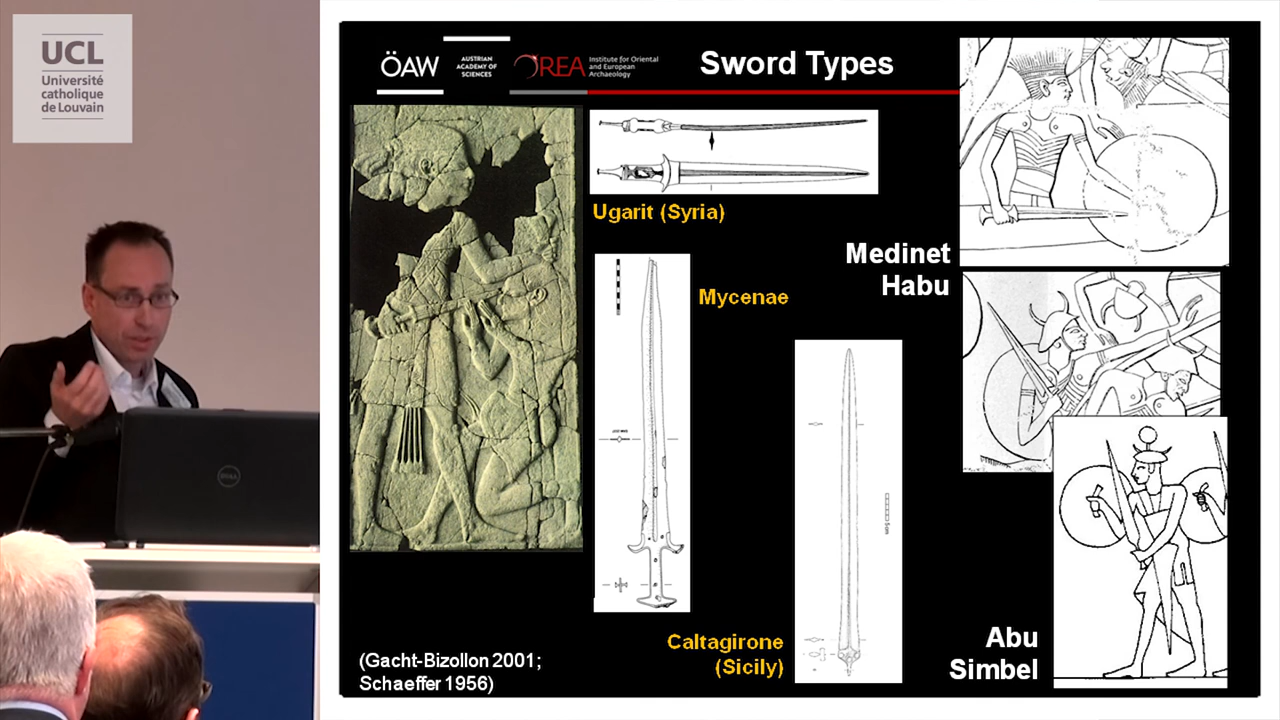 UCL
Université
catholique
de Louvain
ÖAW
AUSTRIAN
ACADEMY OF
SCIENCES
OREA
Institute for Oriental
and European
Archaeology
Sword Types
Ugarit (Syria)
Medinet
Habu
Mycenae
Caltagirone
(Sicily)
Abu
Simbel
(Gacht-Bizollon 2001;
Schaeffer 1956)
DELL